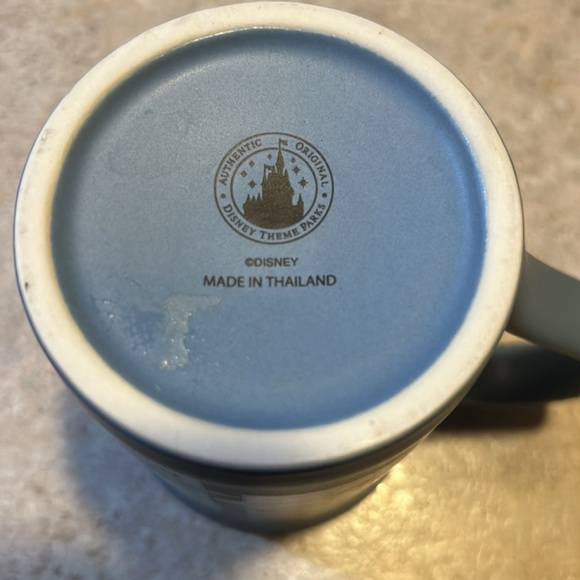 AUTHENTIC ORIGINAL
DISNEY THEME PARKS
©DISNEY
MADE IN THAILAND